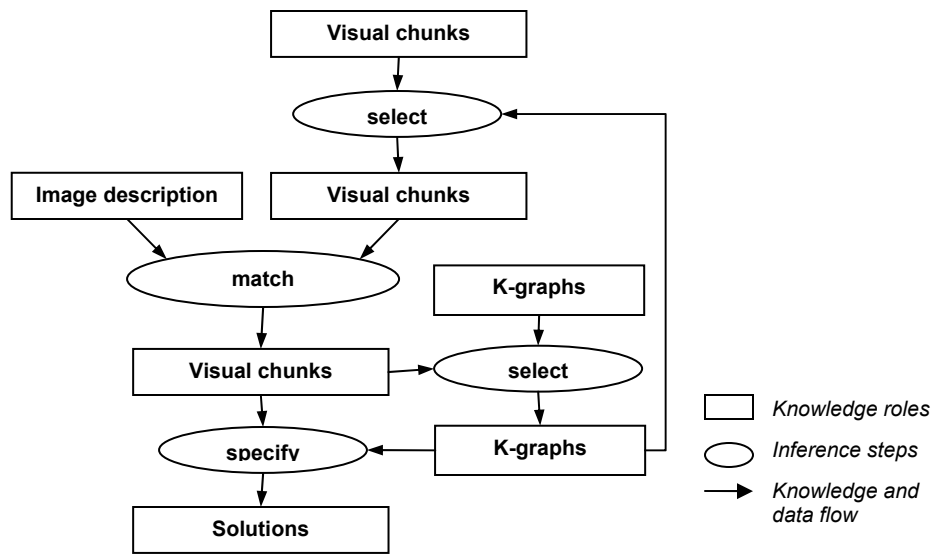 Visual chunks
select
Image description
Visual chunks
match
K-graphs
Visual chunks
select
specify
K-graphs
Solutions
Knowledge roles
Inference steps
Knowledge and
data flow